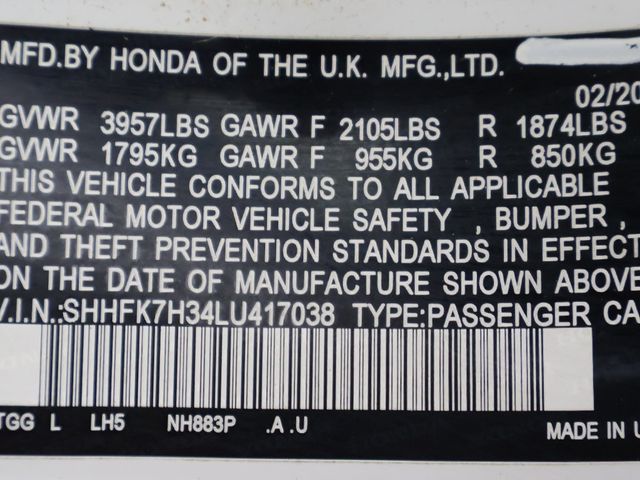 MFD.BY HONDA OF THE U.K. MFG.,LTD.
02/20
GVWR 3957LBS GAWR F 2105LBS R 1874LBS
GVWR 1795KG GAWR F 955KG R 850KG
THIS VEHICLE CONFORMS TO ALL APPLICABLE
FEDERAL MOTOR VEHICLE SAFETY , BUMPER ,
AND THEFT PREVENTION STANDARDS IN EFFECT
ON THE DATE OF MANUFACTURE SHOWN ABOVE
V.I.N.:SHHFK7H34LU417038 TYPE:PASSENGER CA
TGG L LH5 NH883P .A .U
MADE IN U